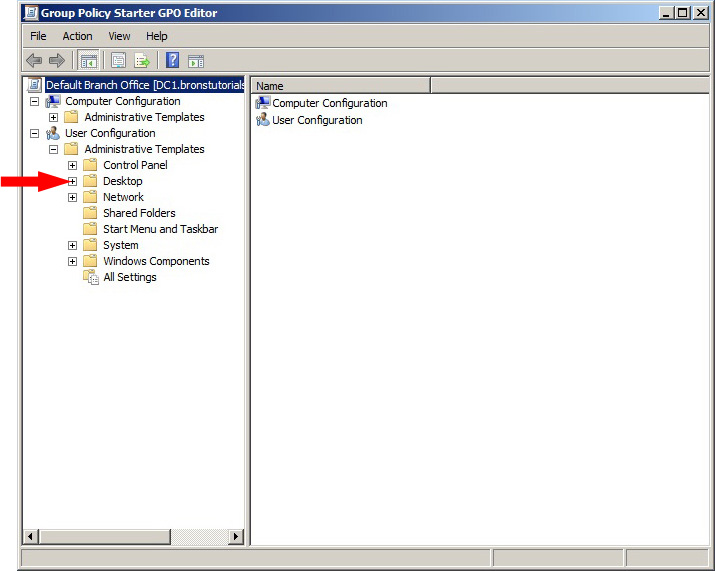 Group Policy Starter GPO Editor
File Action View Help
Default Branch Office [DC1.bronstutorials
Computer Configuration
Administrative Templates
User Configuration
Administrative Templates
Control Panel
Desktop
Network
Shared Folders
Start Menu and Taskbar
System
Windows Components
All Settings
Name
Computer Configuration
User Configuration